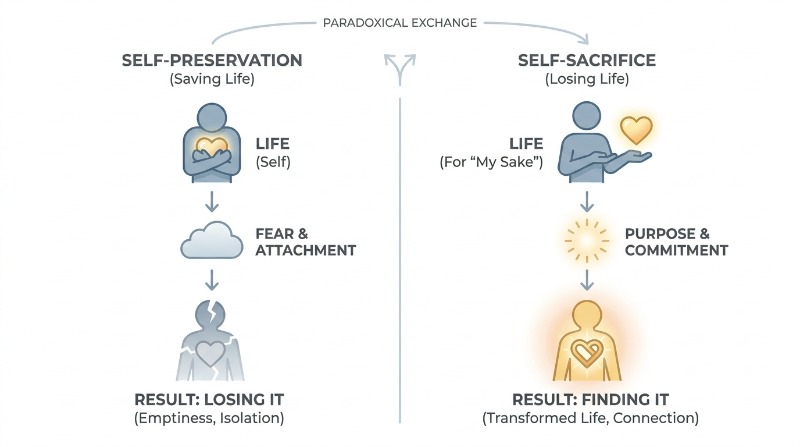 PARADOXICAL EXCHANGE
SELF-PRESERVATION
(Saving Life)
LIFE
(Self)
FEAR &
ATTACHMENT
RESULT: LOSING IT
(Emptiness, Isolation)
SELF-SACRIFICE
(Losing Life)
LIFE
(For “My Sake”)
PURPOSE &
COMMITMENT
RESULT: FINDING IT
(Transformed Life, Connection)